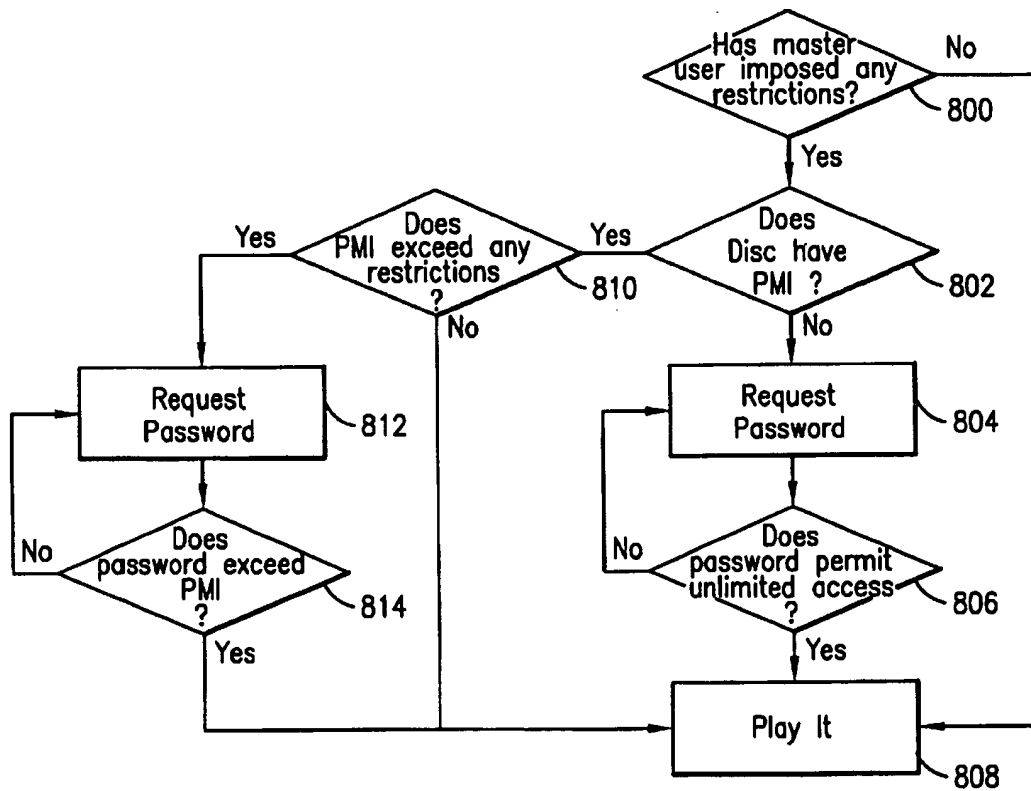 Has master
user imposed any
restrictions?
No
800
Yes
Does
Disc have
PMI ?
802
Yes
No
Does
PMI exceed any
restrictions
?
810
Yes
No
Request
Password
812
Request
Password
804
Does
password exceed
PMI
?
814
No
Yes
Does
password permit
unlimited access
?
806
No
Yes
Play It
808